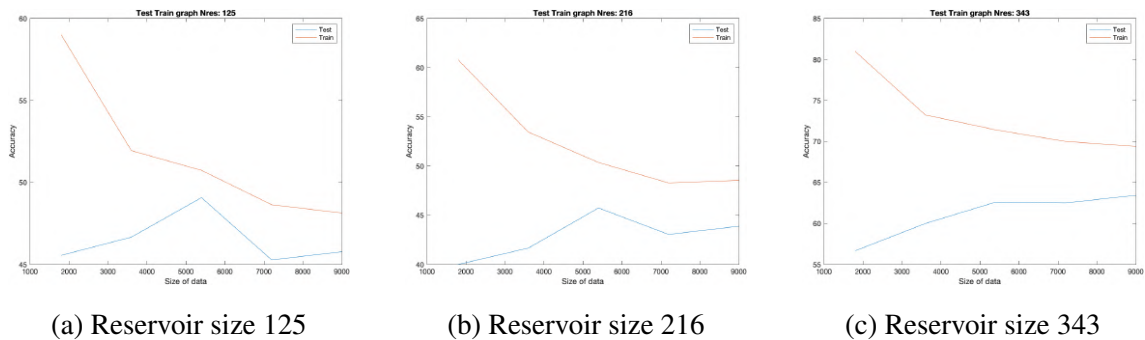 Test Train graph Nres: 125
Test
Train
60
55
50
45
Accuracy
1000 2000 3000 4000 5000 6000 7000 8000 9000
Size of data
(a) Reservoir size 125
Test Train graph Nres: 216
Test
Train
65
60
55
50
45
40
Accuracy
1000 2000 3000 4000 5000 6000 7000 8000 9000
Size of data
(b) Reservoir size 216
Test Train graph Nres: 343
Test
Train
85
80
75
70
65
60
55
Accuracy
1000 2000 3000 4000 5000 6000 7000 8000 9000
Size of data
(c) Reservoir size 343